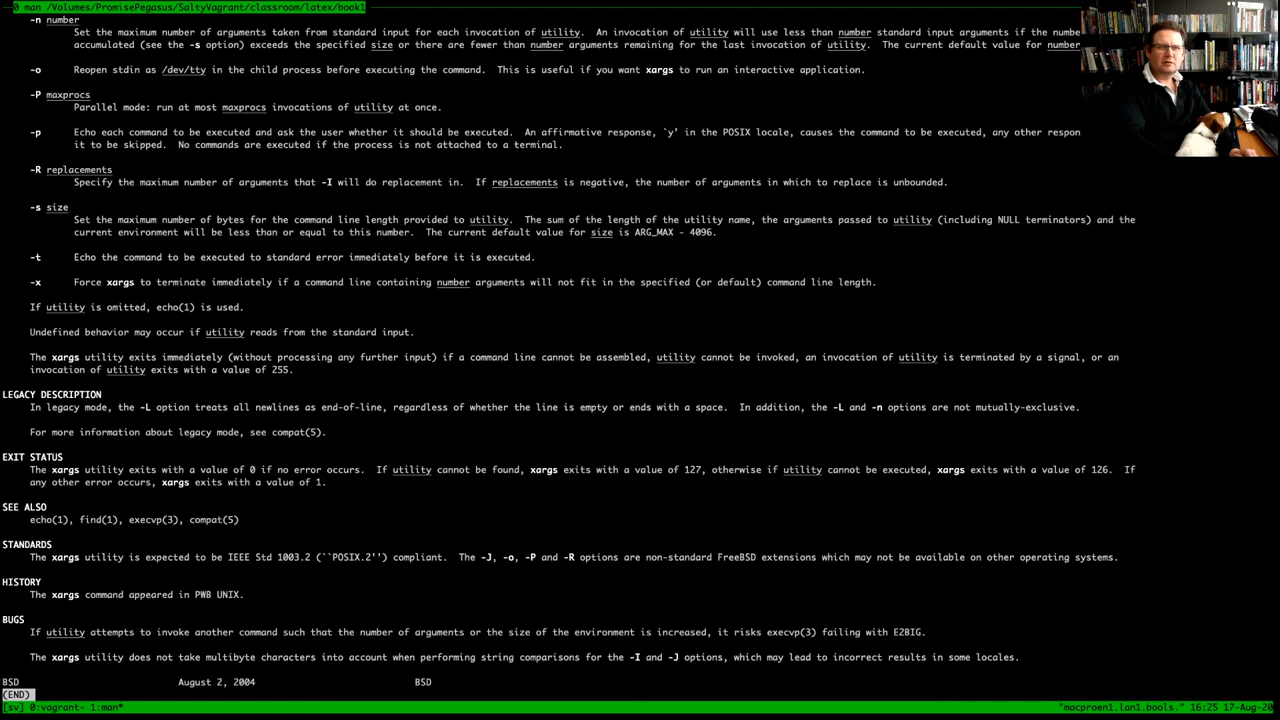 0 man /Volumes/PromisePegasus/SaltyVagrant/classroom/latex/book1
-n number
Set the maximum number of arguments taken from standard input for each invocation of utility. An invocation of utility will use less than number standard input arguments if the numbe
accumulated (see the -s option) exceeds the specified size or there are fewer than number arguments remaining for the last invocation of utility. The current default value for number
-o Reopen stdin as /dev/tty in the child process before executing the command. This is useful if you want xargs to run an interactive application.
-P maxprocs
Parallel mode: run at most maxprocs invocations of utility at once.
-p Echo each command to be executed and ask the user whether it should be executed. An affirmative response, `y' in the POSIX locale, causes the command to be executed, any other respon
it to be skipped. No commands are executed if the process is not attached to a terminal.
-R replacements
Specify the maximum number of arguments that -I will do replacement in. If replacements is negative, the number of arguments in which to replace is unbounded.
-s size
Set the maximum number of bytes for the command line length provided to utility. The sum of the length of the utility name, the arguments passed to utility (including NULL terminators) and the
current environment will be less than or equal to this number. The current default value for size is ARG_MAX - 4096.
-t Echo the command to be executed to standard error immediately before it is executed.
-x Force xargs to terminate immediately if a command line containing number arguments will not fit in the specified (or default) command line length.
If utility is omitted, echo(1) is used.
Undefined behavior may occur if utility reads from the standard input.
The xargs utility exits immediately (without processing any further input) if a command line cannot be assembled, utility cannot be invoked, an invocation of utility is terminated by a signal, or an
invocation of utility exits with a value of 255.
LEGACY DESCRIPTION
In legacy mode, the -L option treats all newlines as end-of-line, regardless of whether the line is empty or ends with a space. In addition, the -L and -n options are not mutually-exclusive.
For more information about legacy mode, see compat(5).
EXIT STATUS
The xargs utility exits with a value of 0 if no error occurs. If utility cannot be found, xargs exits with a value of 127, otherwise if utility cannot be executed, xargs exits with a value of 126. If
any other error occurs, xargs exits with a value of 1.
SEE ALSO
echo(1), find(1), execvp(3), compat(5)
STANDARDS
The xargs utility is expected to be IEEE Std 1003.2 (``POSIX.2'') compliant. The -J, -o, -P and -R options are non-standard FreeBSD extensions which may not be available on other operating systems.
HISTORY
The xargs command appeared in PWB UNIX.
BUGS
If utility attempts to invoke another command such that the number of arguments or the size of the environment is increased, it risks execvp(3) failing with E2BIG.
The xargs utility does not take multibyte characters into account when performing string comparisons for the -I and -J options, which may lead to incorrect results in some locales.
BSD August 2, 2004 BSD
(END)
[sv] 0:vagrant- 1:man* "macproen1.lan1.bools." 16:25 17-Aug-20